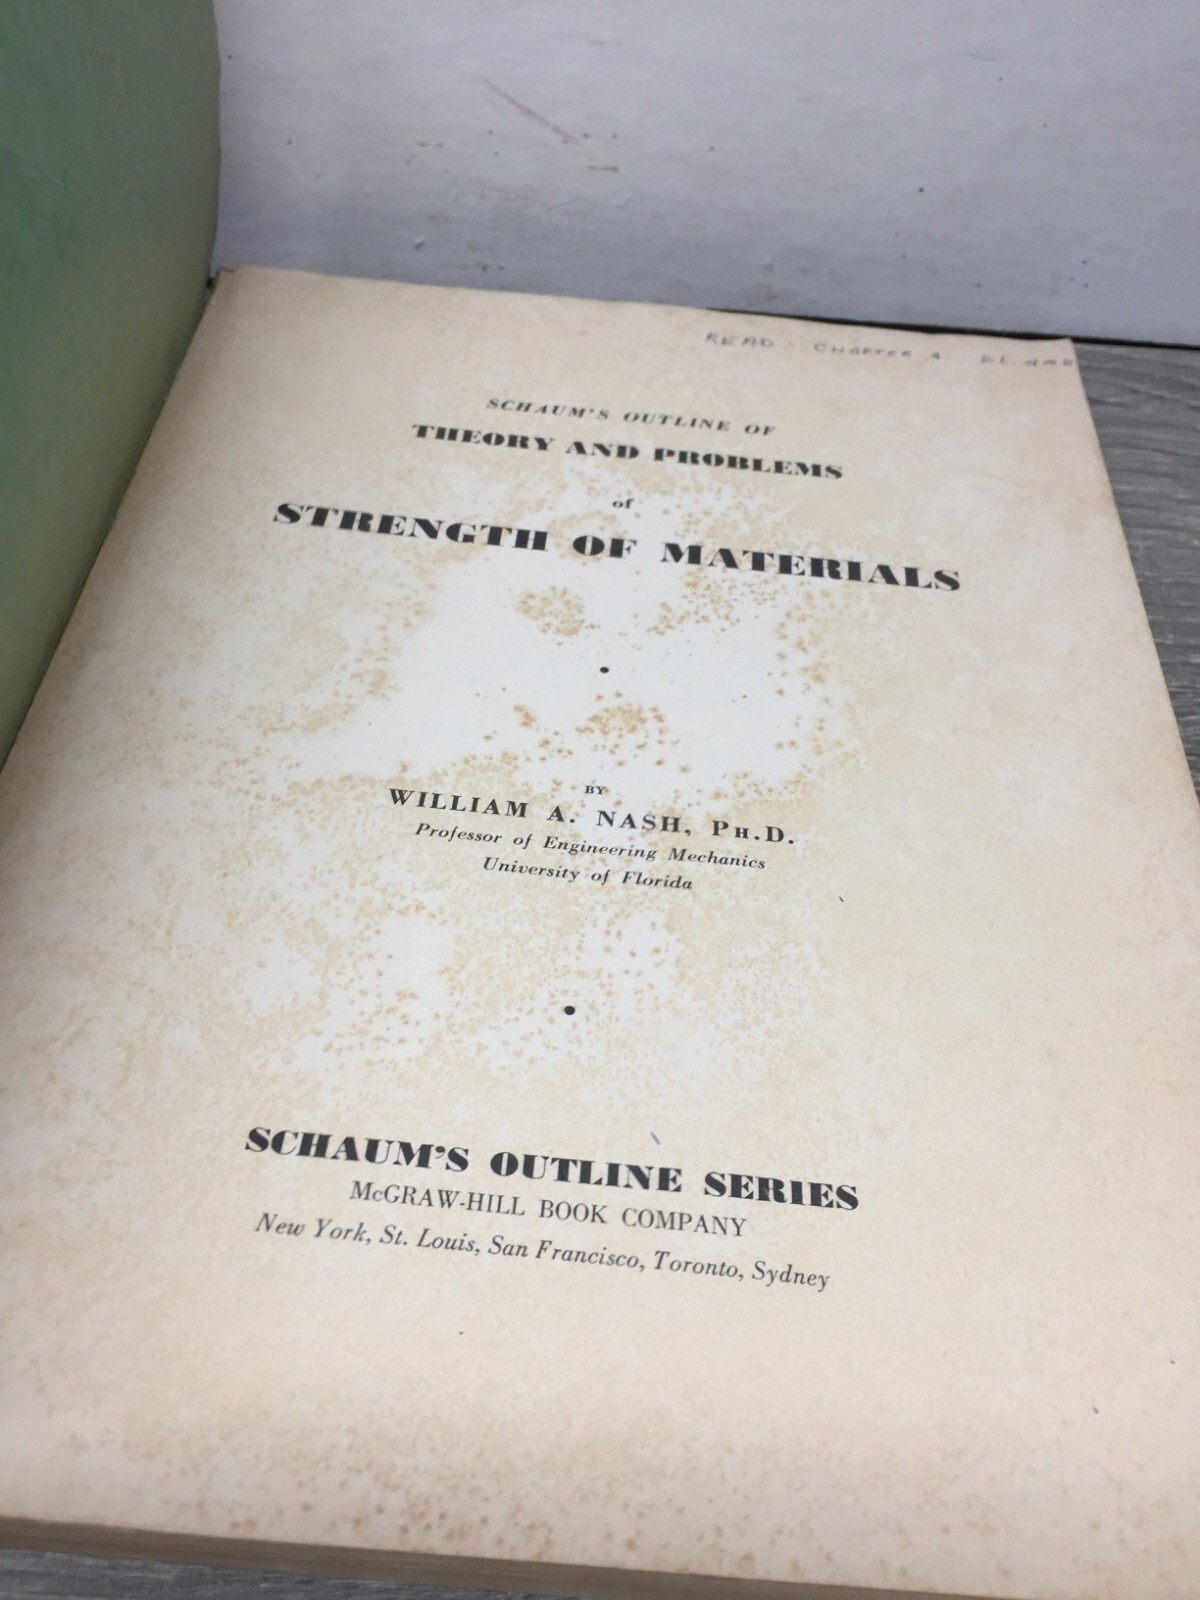 READ - CHAPTER
SCHAUM'S OUTLINE OF
THEORY AND PROBLEMS
of
STRENGTH OF MATERIALS
BY
WILLIAM A. NASH, PH.D.
Professor of Engineering Mechanics
University of Florida
SCHAUM'S OUTLINE SERIES
McGRAW-HILL BOOK COMPANY
New York, St. Louis, San Francisco, Toronto, Sydney